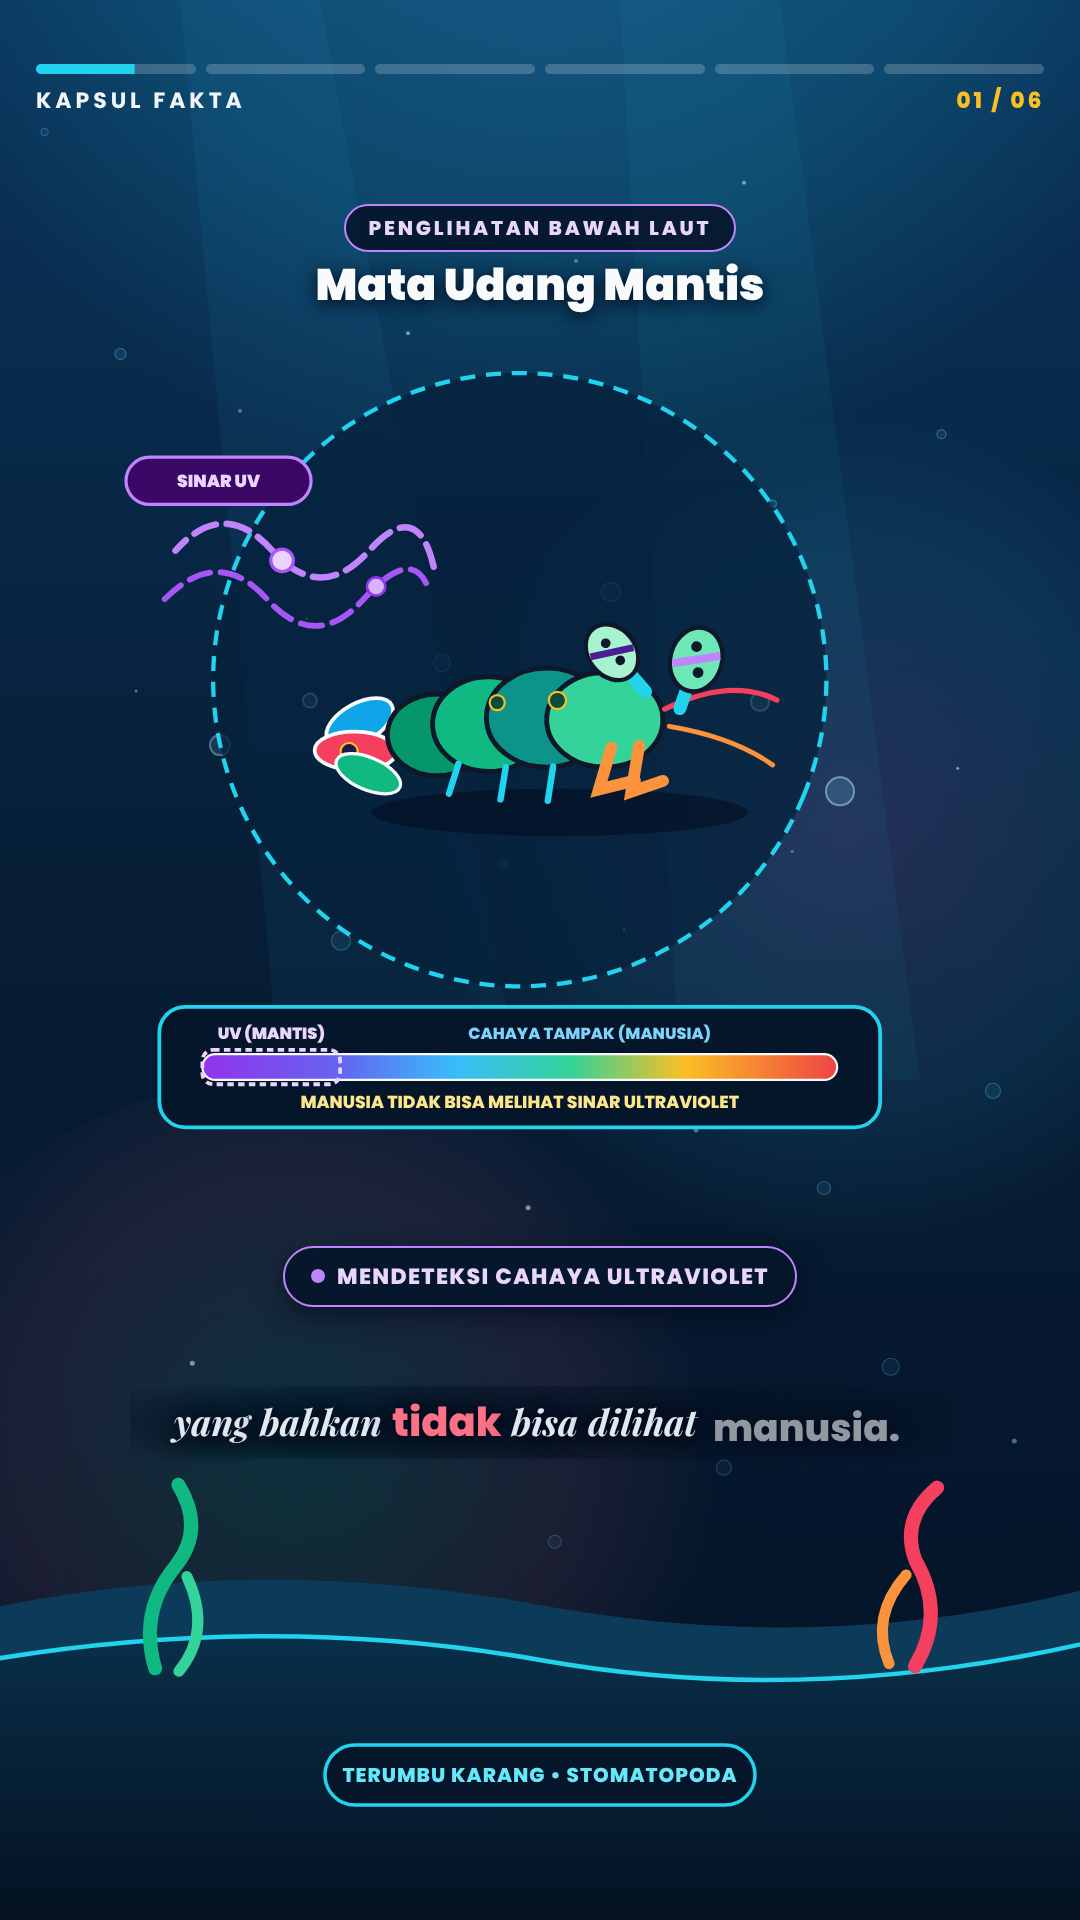 KAPSUL FAKTA
01 / 06
PENGLIHATAN BAWAH LAUT
Mata Udang Mantis
SINAR UV
UV (MANTIS)
CAHAYA TAMPAK (MANUSIA)
MANUSIA TIDAK BISA MELIHAT SINAR ULTRAVIOLET
MENDETEKSI CAHAYA ULTRAVIOLET
yang bahkan tidak bisa dilihat manusia.
TERUMBU KARANG • STOMATOPODA